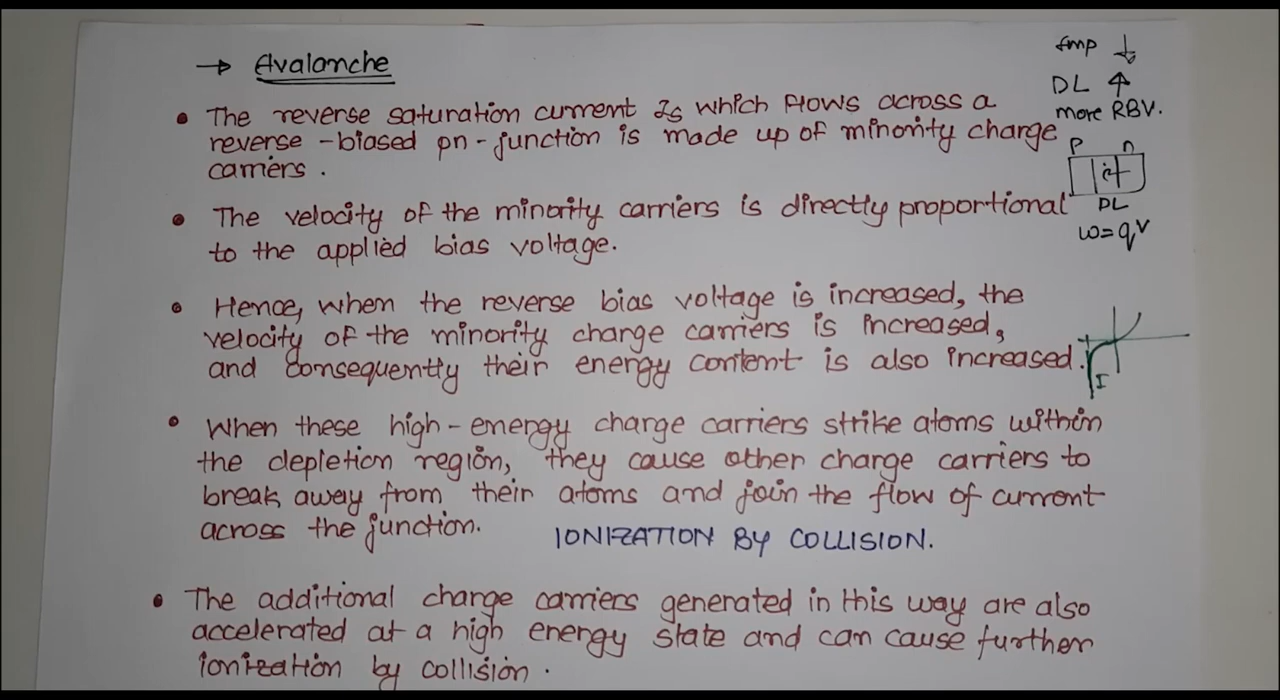 → Avalanche
• The reverse saturation current Is which flows across a
reverse-biased pn-junction is made up of minority charge
carriers.
• The velocity of the minority carriers is directly proportional
to the applied bias voltage.
• Hence, when the reverse bias voltage is increased, the
velocity of the minority charge carriers is increased,
and consequently their energy content is also increased.
• When these high-energy charge carriers strike atoms within
the depletion region, they cause other charge carriers to
break away from their atoms and join the flow of current
across the junction.
IONIZATION BY COLLISION.
• The additional charge carriers generated in this way are also
accelerated at a high energy state and can cause further
ionization by collision.
↓
DL ↑
more RBV.
P n
DL
w=qv
I